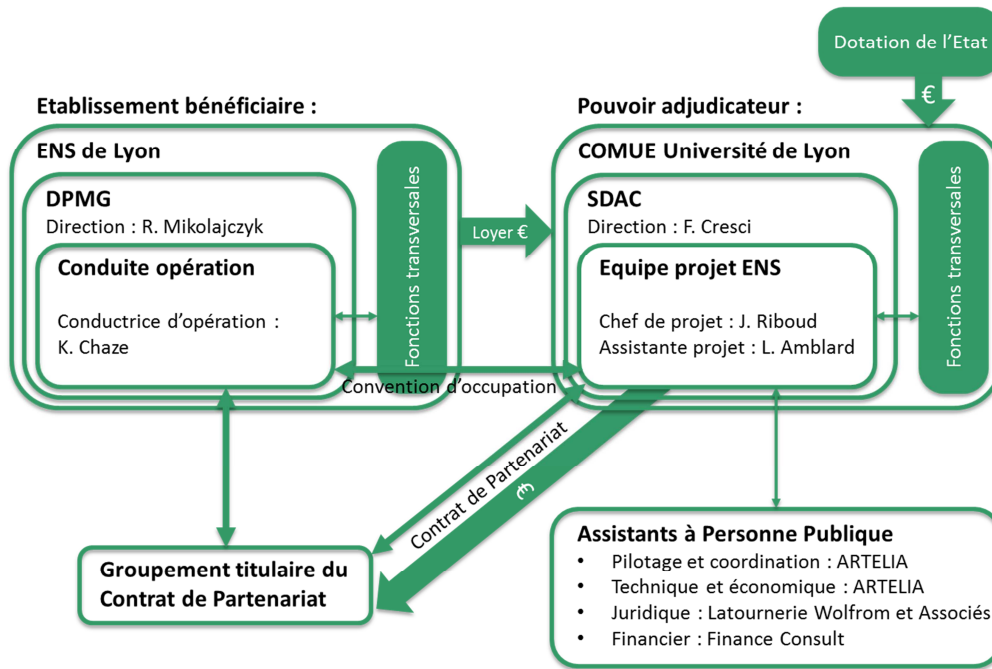 Dotation de l'Etat
€
Etablissement bénéficiaire :
ENS de Lyon
DPMG
Direction : R. Mikolajczyk
Conduite opération
Conductrice d'opération :
K. Chaze
Fonctions transversales
Loyer €
Pouvoir adjudicateur :
COMUE Université de Lyon
SDAC
Direction : F. Cresci
Equipe projet ENS
Chef de projet : J. Riboud
Assistante projet : L. Amblard
Fonctions transversales
Convention d'occupation
Contrat de Partenariat
€
Groupement titulaire du
Contrat de Partenariat
Assistants à Personne Publique
• Pilotage et coordination : ARTELIA
• Technique et économique : ARTELIA
• Juridique : Latournerie Wolfrom et Associés
• Financier : Finance Consult